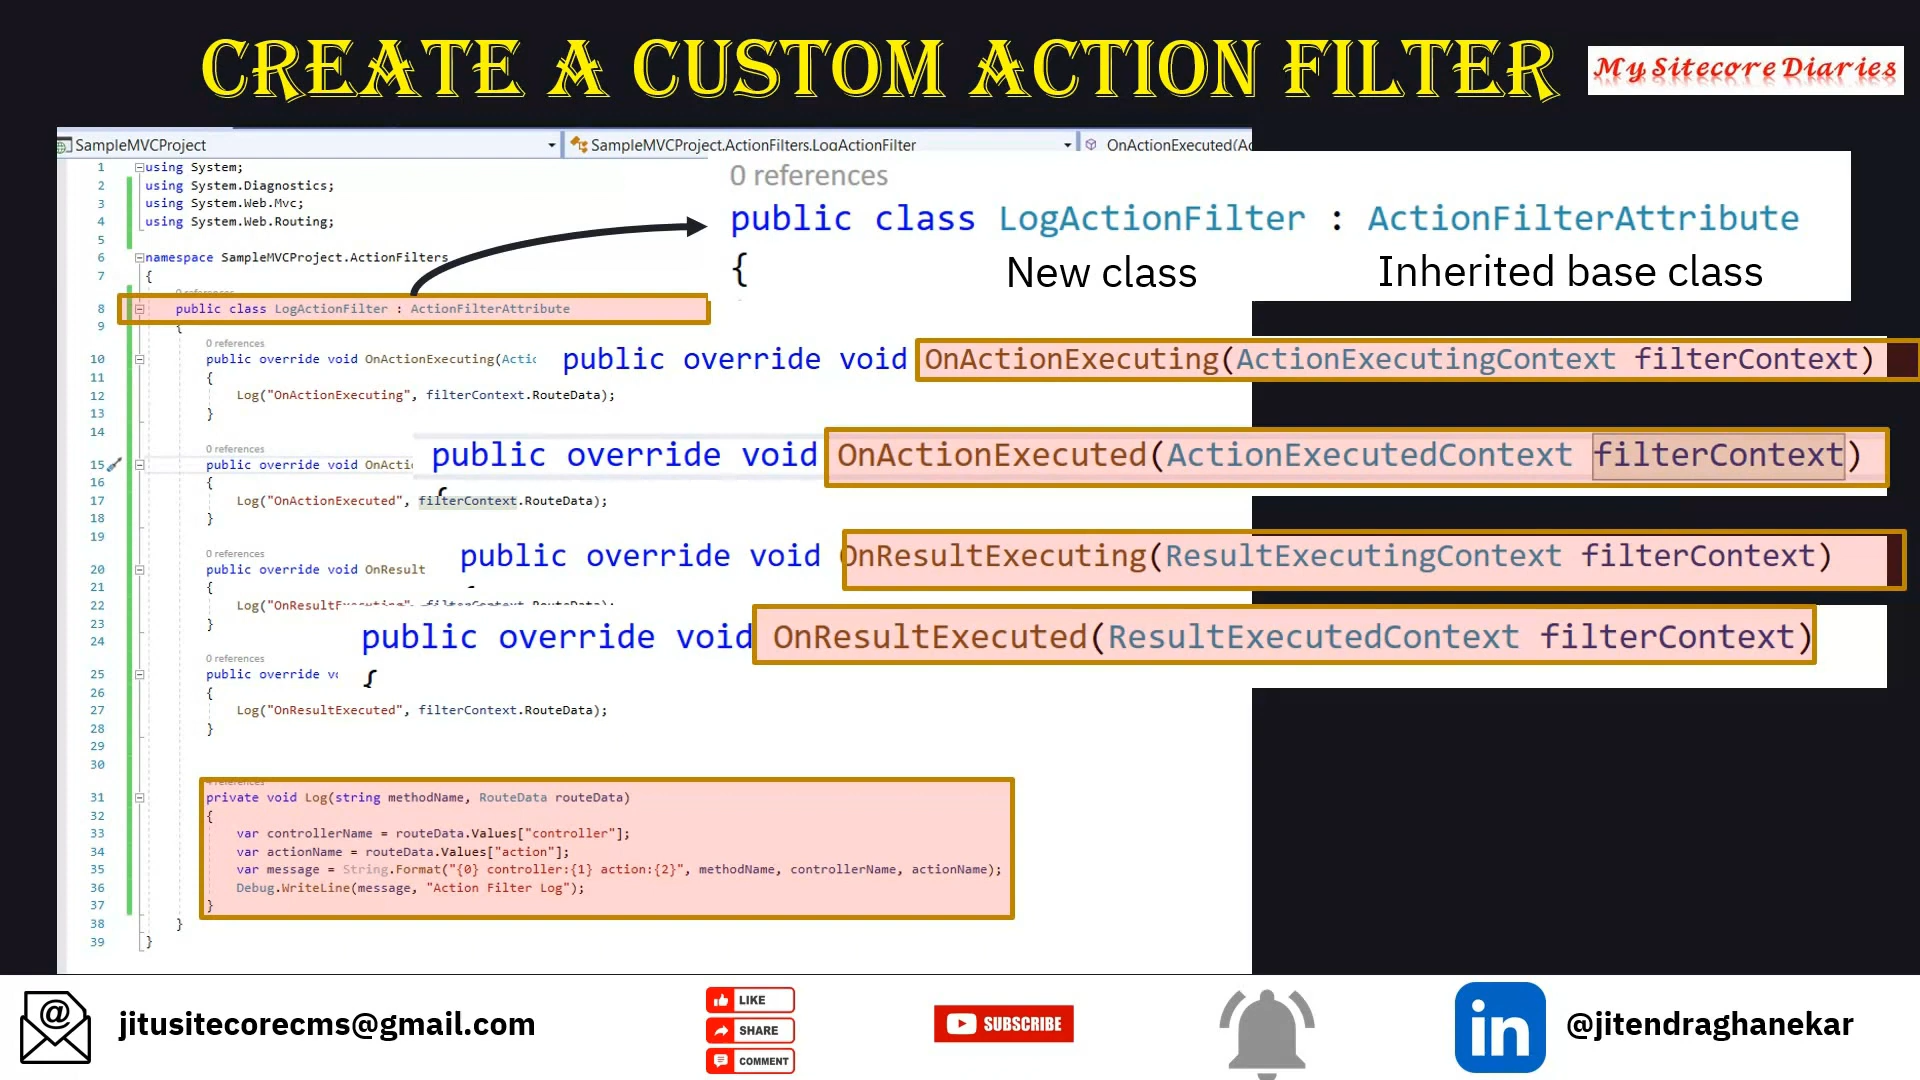 CREATE A CUSTOM ACTION FILTER
My Sitecore Diaries
SampleMVCProject
SampleMVCProject.ActionFilters.LogActionFilter
OnActionExecuted(Ac
1 using System;
2 using System.Diagnostics;
3 using System.Web.Mvc;
4 using System.Web.Routing;
5
6 namespace SampleMVCProject.ActionFilters
7 {
0 references
public class LogActionFilter : ActionFilterAttribute
{
New class
Inherited base class
8 public class LogActionFilter : ActionFilterAttribute
9 {
0 references
10 public override void OnActionExecuting(Actic
public override void OnActionExecuting(ActionExecutingContext filterContext)
11 {
12 Log("OnActionExecuting", filterContext.RouteData);
13 }
14
0 references
15 public override void OnActi
public override void OnActionExecuted(ActionExecutedContext filterContext)
16 {
17 Log("OnActionExecuted", filterContext.RouteData);
18 }
19
0 references
20 public override void OnResult
public override void OnResultExecuting(ResultExecutingContext filterContext)
21 {
22 Log("OnResultExecuting", filterContext.RouteData);
23 }
24
public override void OnResultExecuted(ResultExecutedContext filterContext)
{
0 references
25 public override v
26 {
27 Log("OnResultExecuted", filterContext.RouteData);
28 }
29
30
31 private void Log(string methodName, RouteData routeData)
32 {
33 var controllerName = routeData.Values["controller"];
34 var actionName = routeData.Values["action"];
35 var message = String.Format("{0} controller:{1} action:{2}", methodName, controllerName, actionName);
36 Debug.WriteLine(message, "Action Filter Log");
37 }
38 }
39 }
jitusitecorecms@gmail.com
LIKE
SHARE
COMMENT
SUBSCRIBE
in
@jitendraghanekar